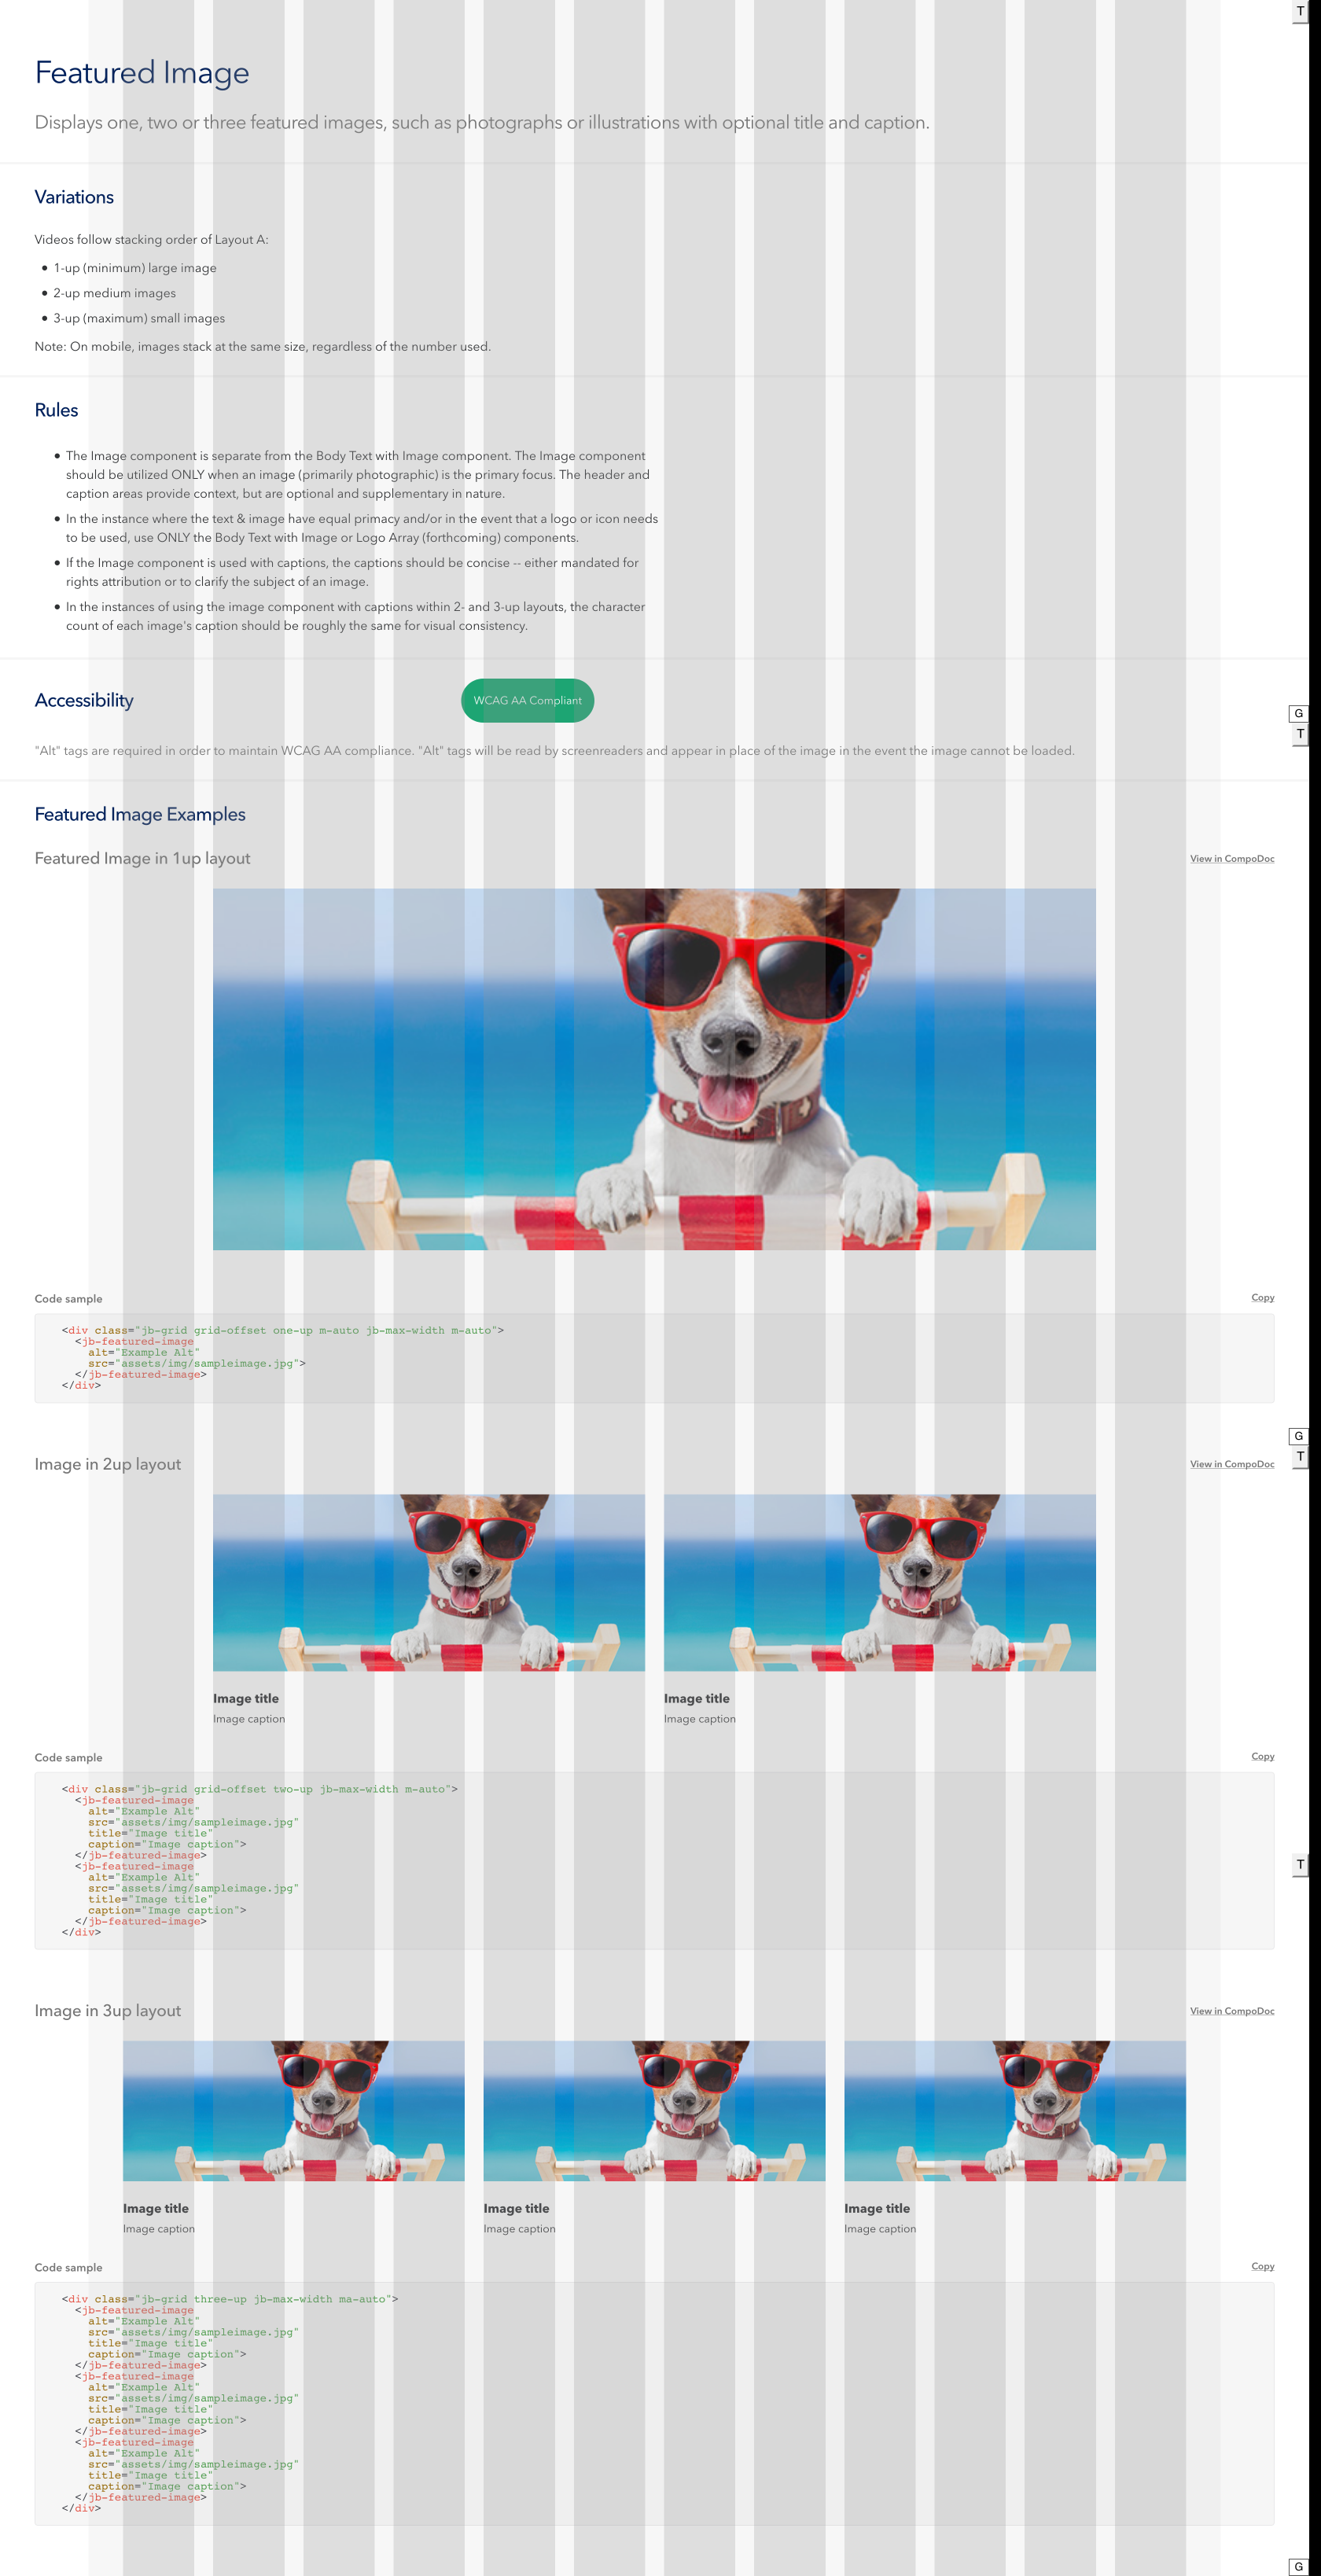 T
Featured Image
Displays one, two or three featured images, such as photographs or illustrations with optional title and caption.
Variations
Videos follow stacking order of Layout A:
• 1-up (minimum) large image
• 2-up medium images
• 3-up (maximum) small images
Note: On mobile, images stack at the same size, regardless of the number used.
Rules
• The Image component is separate from the Body Text with Image component. The Image component
should be utilized ONLY when an image (primarily photographic) is the primary focus. The header and
caption areas provide context, but are optional and supplementary in nature.
• In the instance where the text & image have equal primacy and/or in the event that a logo or icon needs
to be used, use ONLY the Body Text with Image or Logo Array (forthcoming) components.
• If the Image component is used with captions, the captions should be concise -- either mandated for
rights attribution or to clarify the subject of an image.
• In the instances of using the image component with captions within 2- and 3-up layouts, the character
count of each image's caption should be roughly the same for visual consistency.
Accessibility
WCAG AA Compliant
G
T
"Alt" tags are required in order to maintain WCAG AA compliance. "Alt" tags will be read by screenreaders and appear in place of the image in the event the image cannot be loaded.
Featured Image Examples
Featured Image in 1up layout
View in CompoDoc
Code sample
Copy
<div class="jb-grid grid-offset one-up m-auto jb-max-width m-auto">
<jb-featured-image
alt="Example Alt"
src="assets/img/sampleimage.jpg">
</jb-featured-image>
</div>
G
T
Image in 2up layout
View in CompoDoc
Image title
Image caption
Image title
Image caption
Code sample
Copy
<div class="jb-grid grid-offset two-up jb-max-width m-auto">
<jb-featured-image
alt="Example Alt"
src="assets/img/sampleimage.jpg"
title="Image title"
caption="Image caption">
</jb-featured-image>
<jb-featured-image
alt="Example Alt"
src="assets/img/sampleimage.jpg"
title="Image title"
caption="Image caption">
</jb-featured-image>
</div>
T
Image in 3up layout
View in CompoDoc
Image title
Image caption
Image title
Image caption
Image title
Image caption
Code sample
Copy
<div class="jb-grid three-up jb-max-width ma-auto">
<jb-featured-image
alt="Example Alt"
src="assets/img/sampleimage.jpg"
title="Image title"
caption="Image caption">
</jb-featured-image>
<jb-featured-image
alt="Example Alt"
src="assets/img/sampleimage.jpg"
title="Image title"
caption="Image caption">
</jb-featured-image>
<jb-featured-image
alt="Example Alt"
src="assets/img/sampleimage.jpg"
title="Image title"
caption="Image caption">
</jb-featured-image>
</div>
G